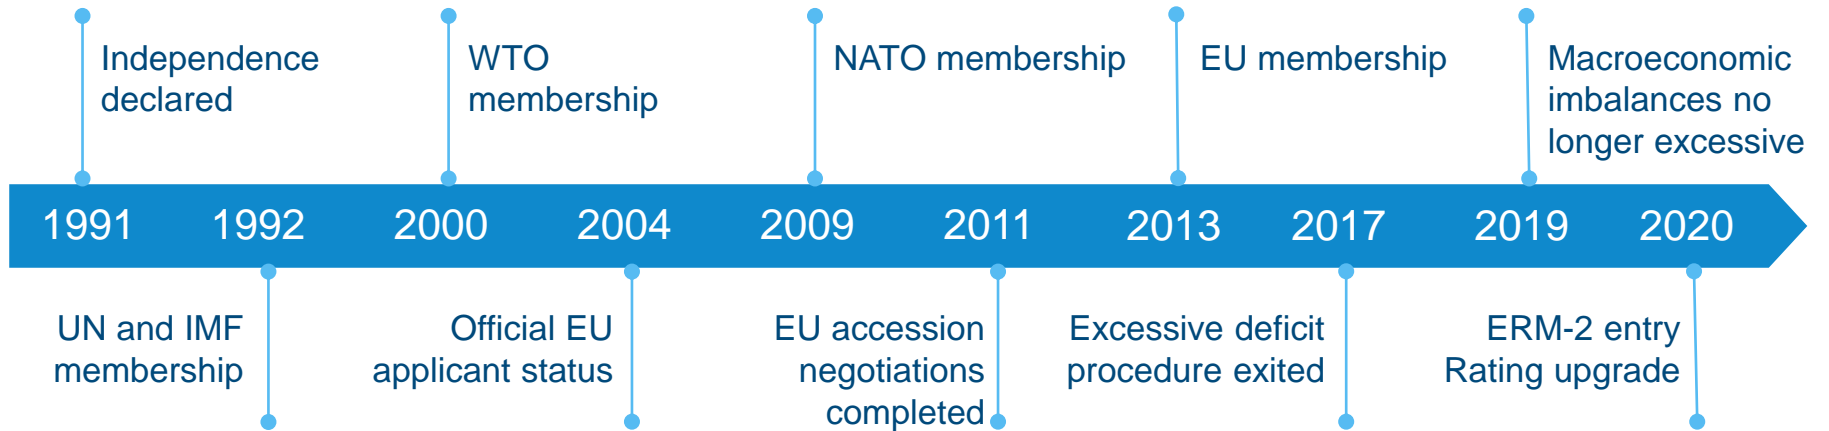 Independence
declared
WTO
membership
NATO membership
EU membership
Macroeconomic
imbalances no
longer excessive
1991 1992 2000 2004 2009 2011 2013 2017 2019 2020
UN and IMF
membership
Official EU
applicant status
EU accession
negotiations
completed
Excessive deficit
procedure exited
ERM-2 entry
Rating upgrade